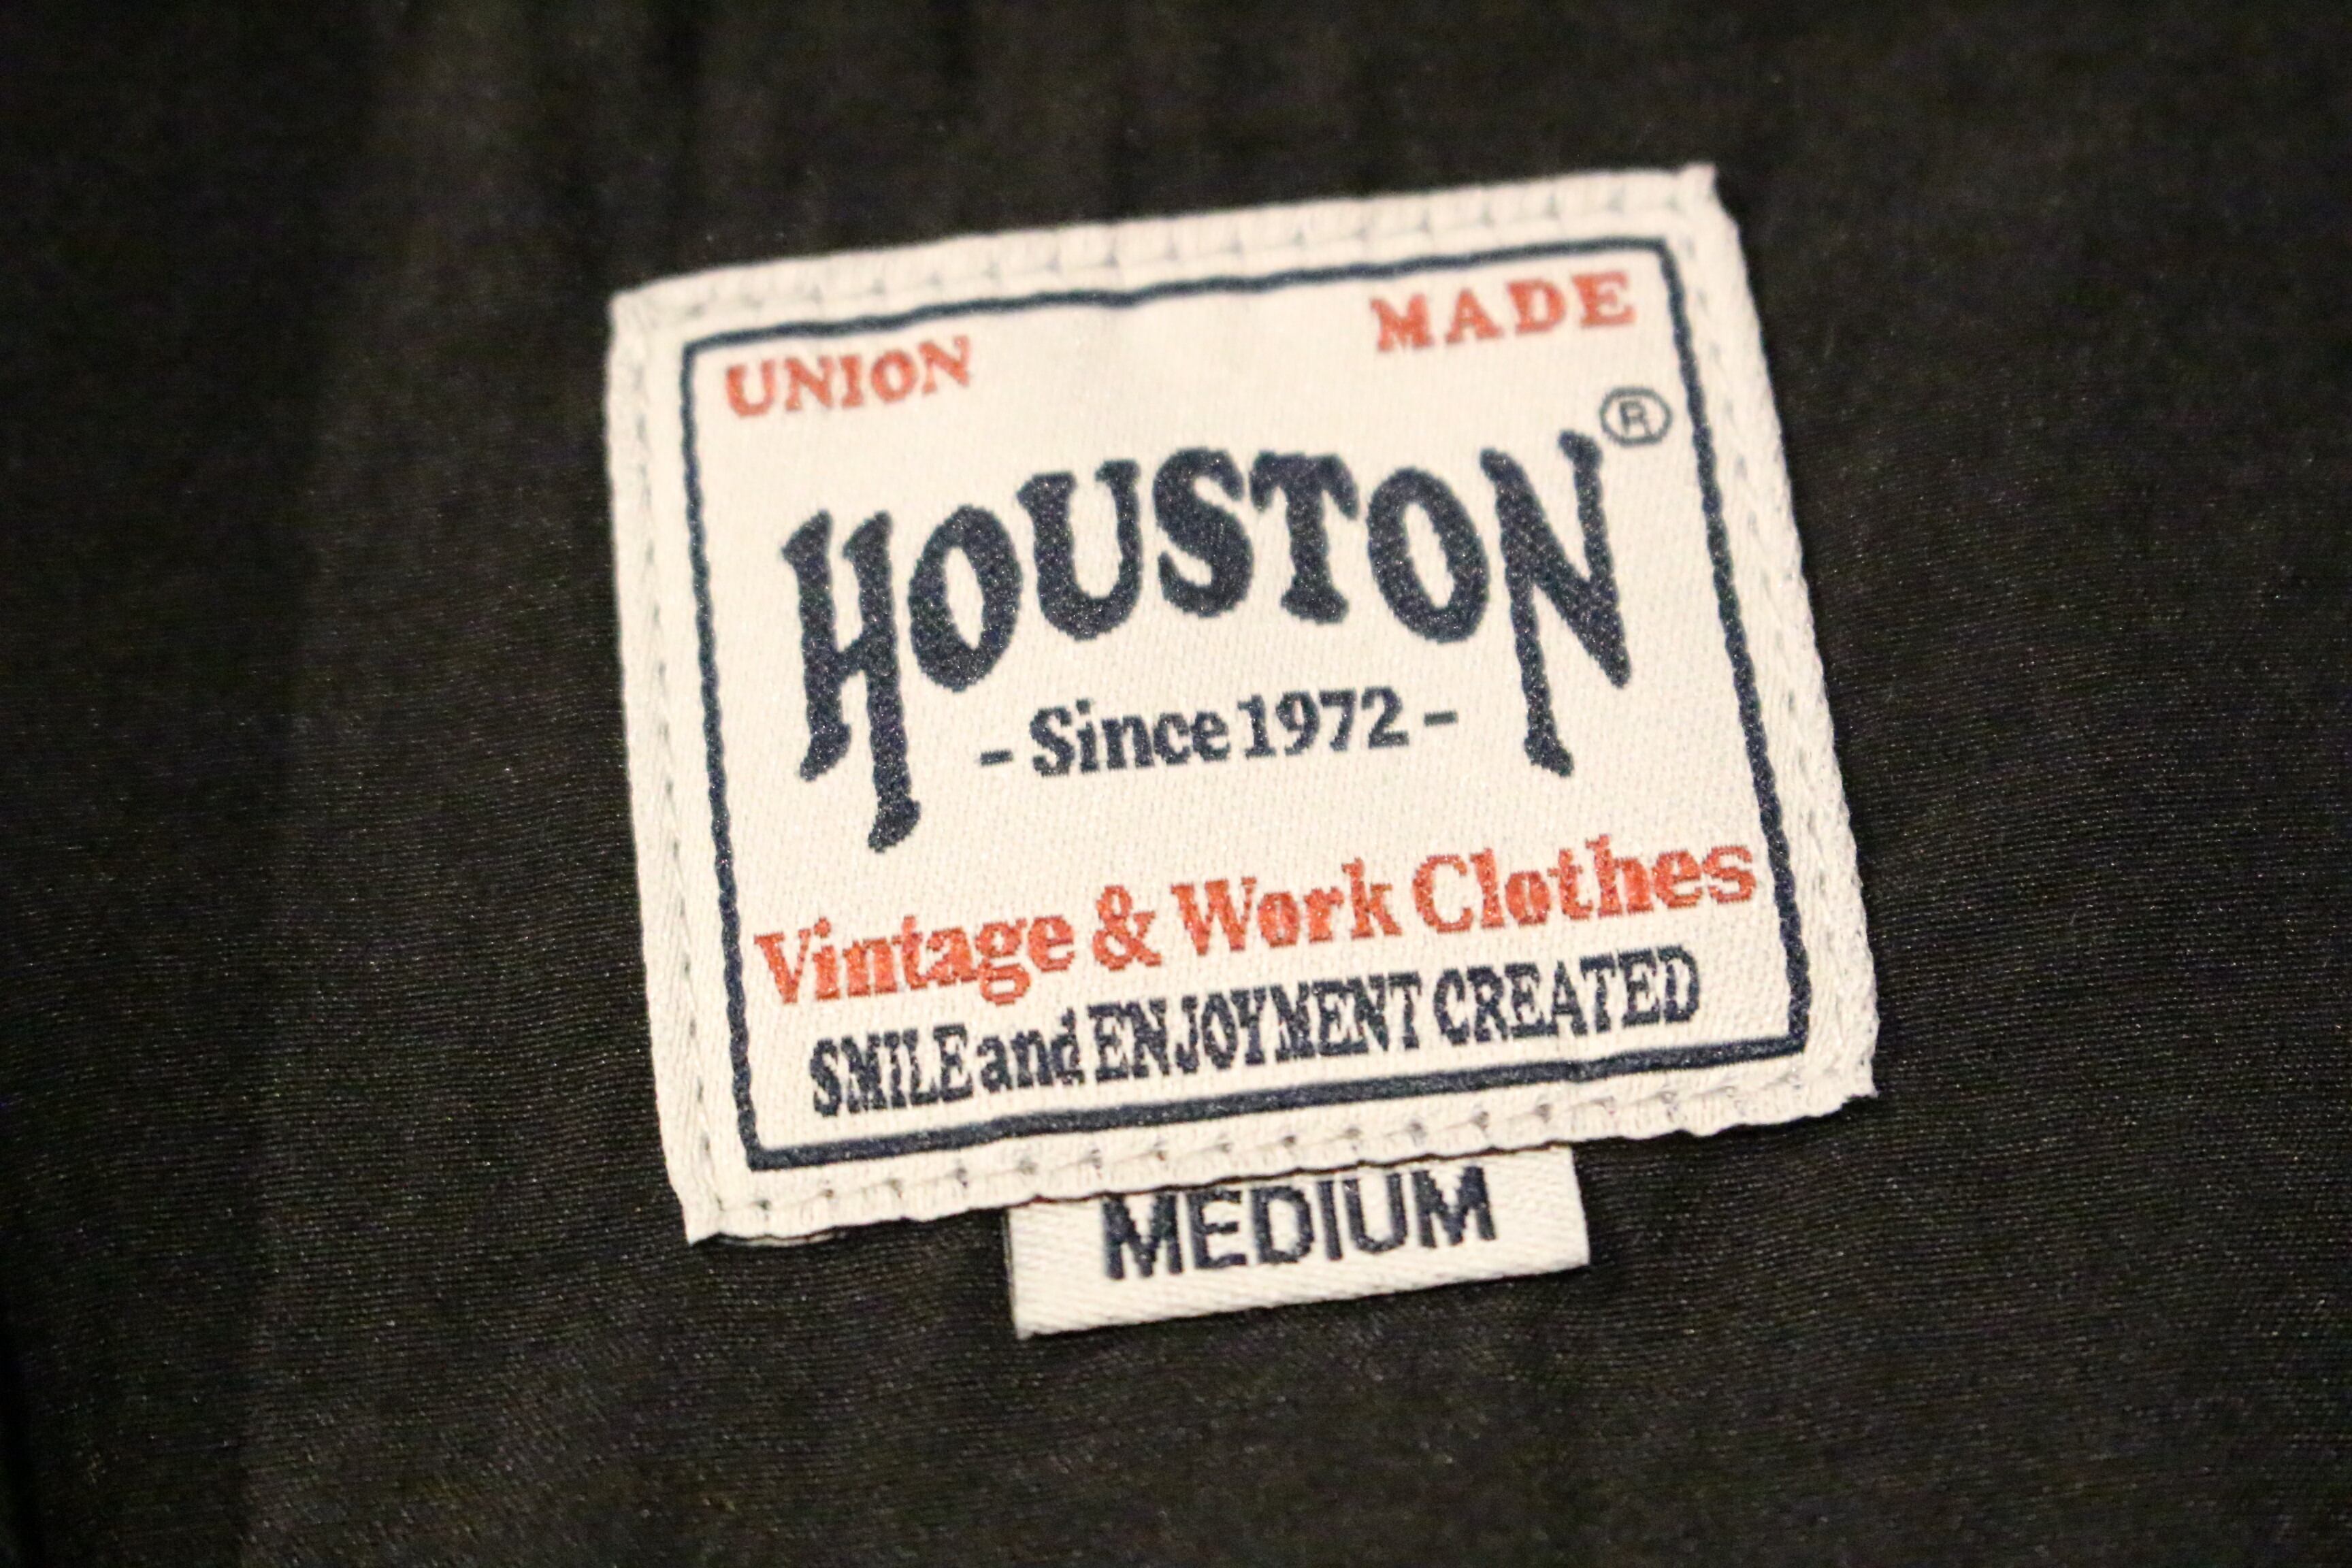 UNION MADE
HOUSTON®
- Since 1972 -
Vintage & Work Clothes
SMILE and ENJOYMENT CREATED
MEDIUM